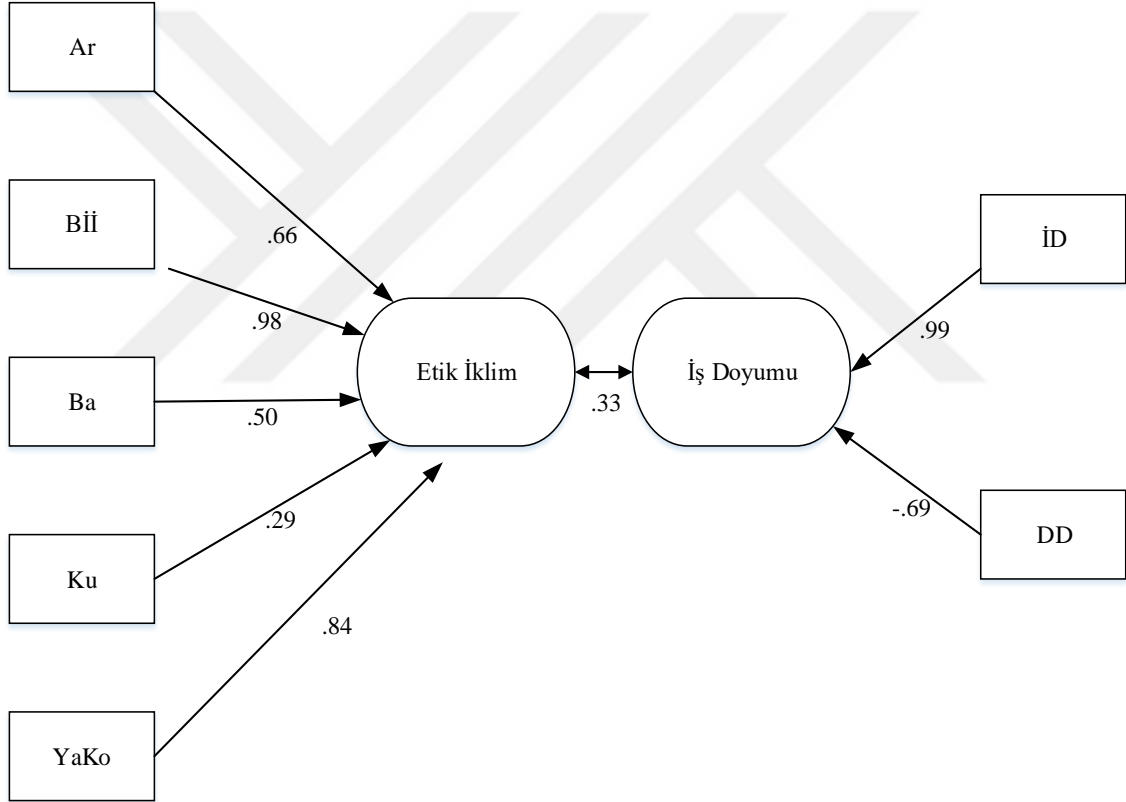 Ar
.66
Bİİ
.98
Ba
.50
Ku
.29
YaKo
.84
Etik İklim
.33
İş Doyumu
İD
.99
DD
-.69